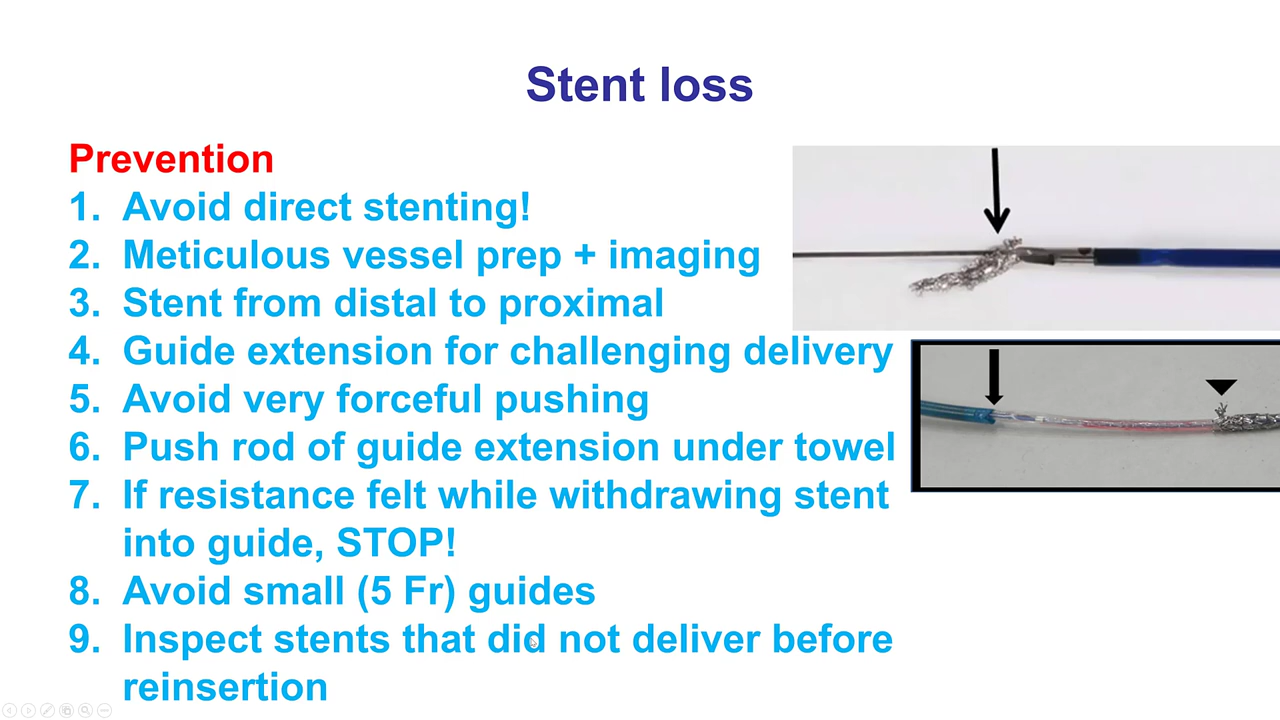 Stent loss
Prevention
1. Avoid direct stenting!
2. Meticulous vessel prep + imaging
3. Stent from distal to proximal
4. Guide extension for challenging delivery
5. Avoid very forceful pushing
6. Push rod of guide extension under towel
7. If resistance felt while withdrawing stent
into guide, STOP!
8. Avoid small (5 Fr) guides
9. Inspect stents that did not deliver before
reinsertion